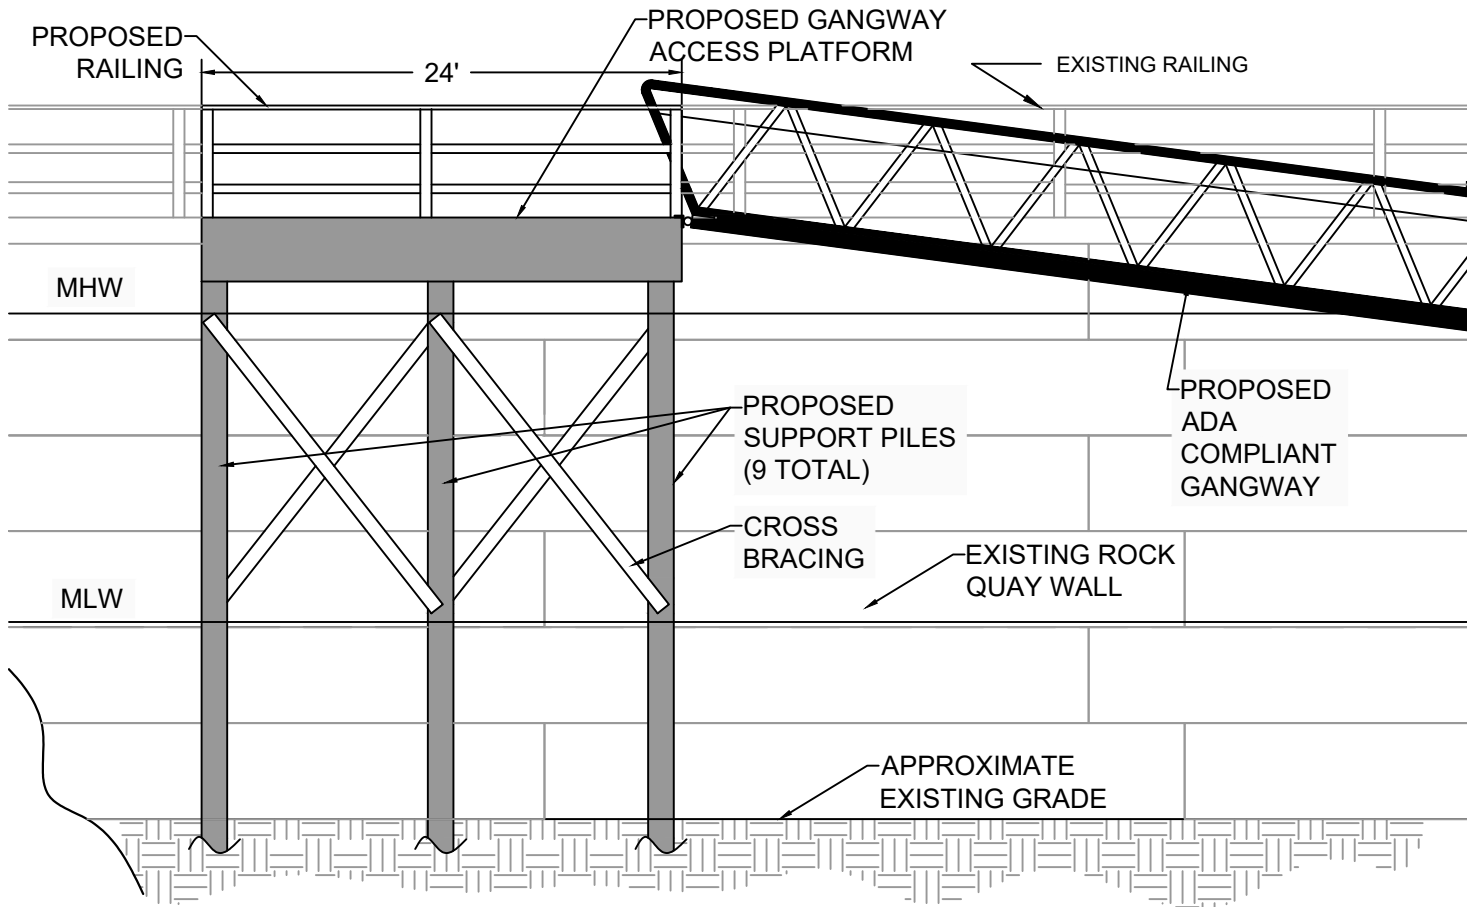 PROPOSED
RAILING
24'
PROPOSED GANGWAY
ACCESS PLATFORM
EXISTING RAILING
MHW
PROPOSED
SUPPORT PILES
(9 TOTAL)
PROPOSED
ADA
COMPLIANT
GANGWAY
CROSS
BRACING
EXISTING ROCK
QUAY WALL
MLW
APPROXIMATE
EXISTING GRADE